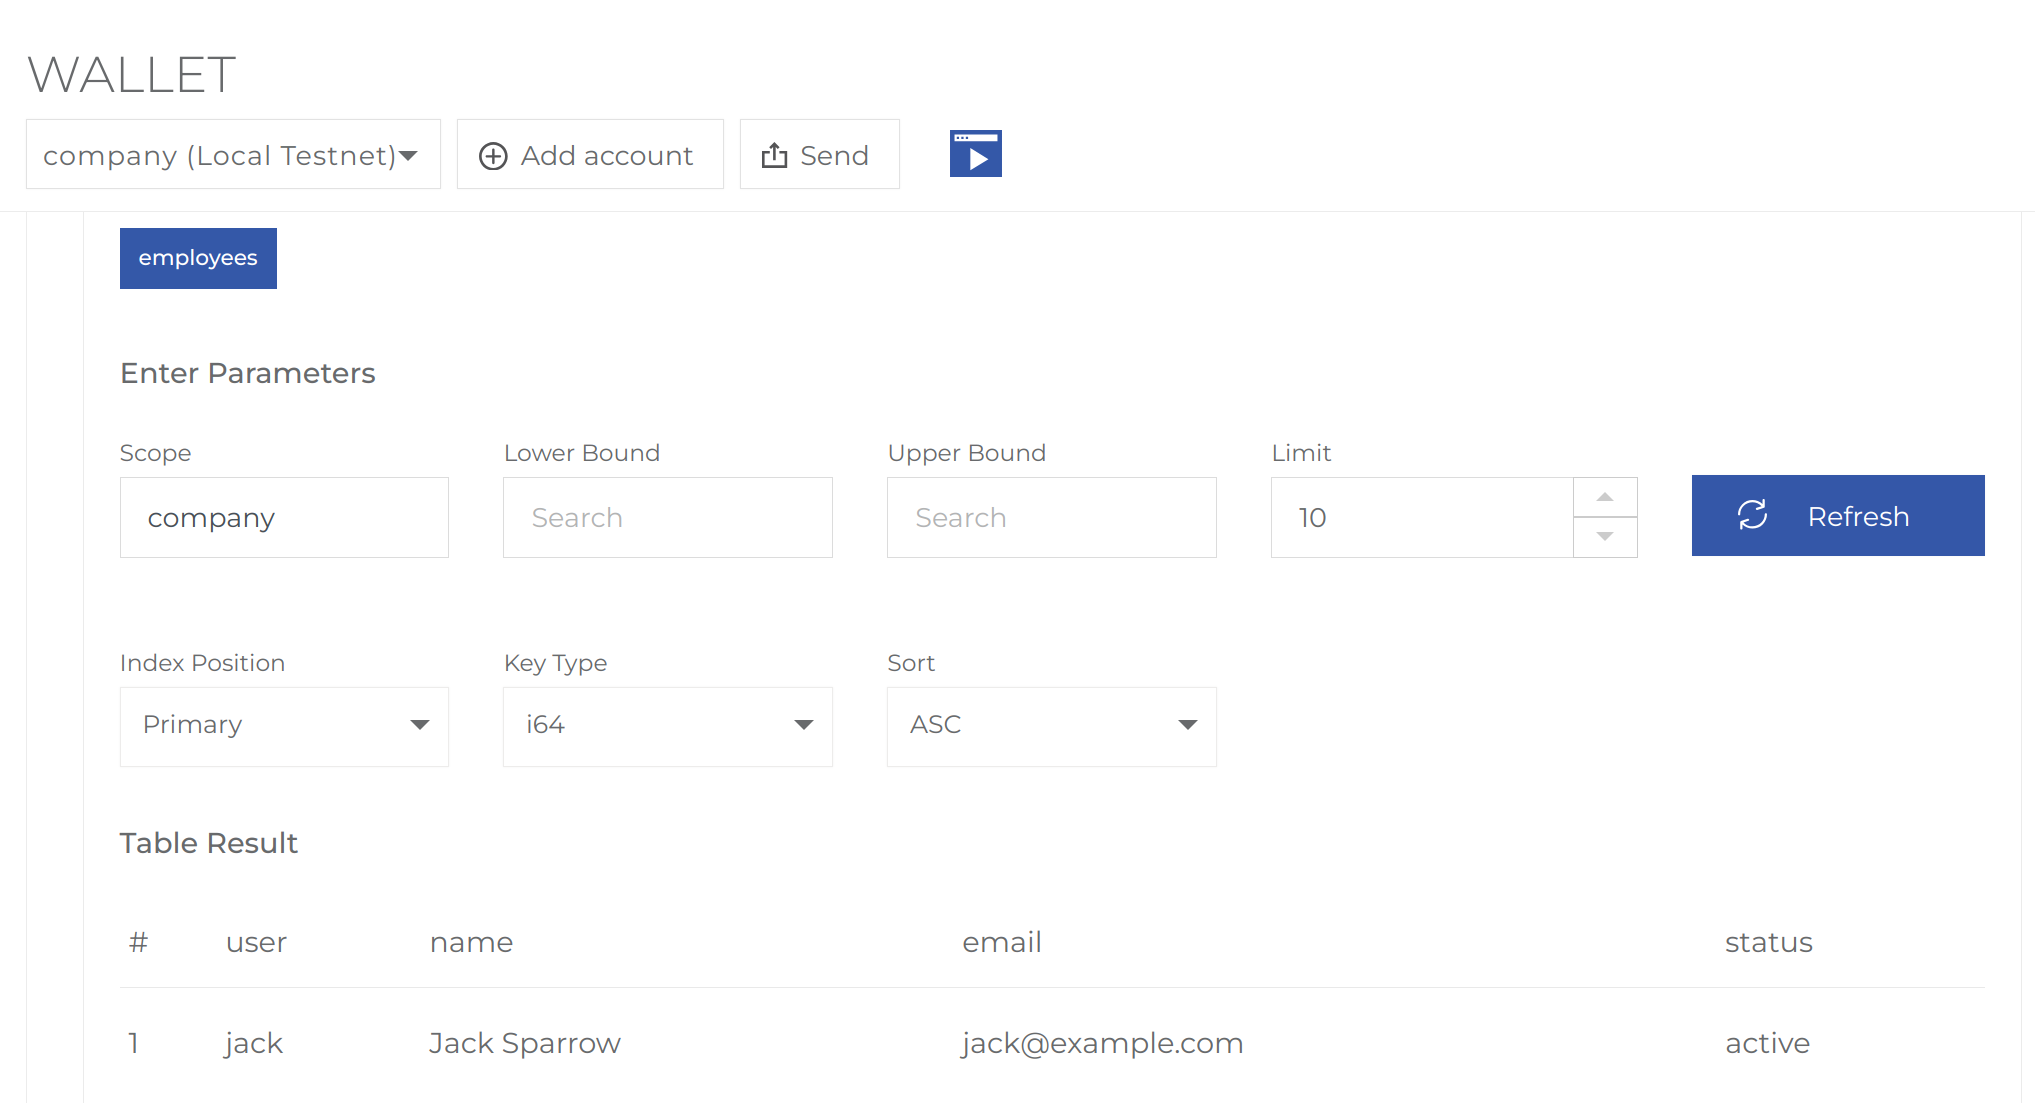 WALLET
company (Local Testnet) Add account Send
employees
Enter Parameters
Scope Lower Bound Upper Bound Limit
company Search Search 10 Refresh
Index Position Key Type Sort
Primary i64 ASC
Table Result
# user name email status
1 jack Jack Sparrow jack@example.com active